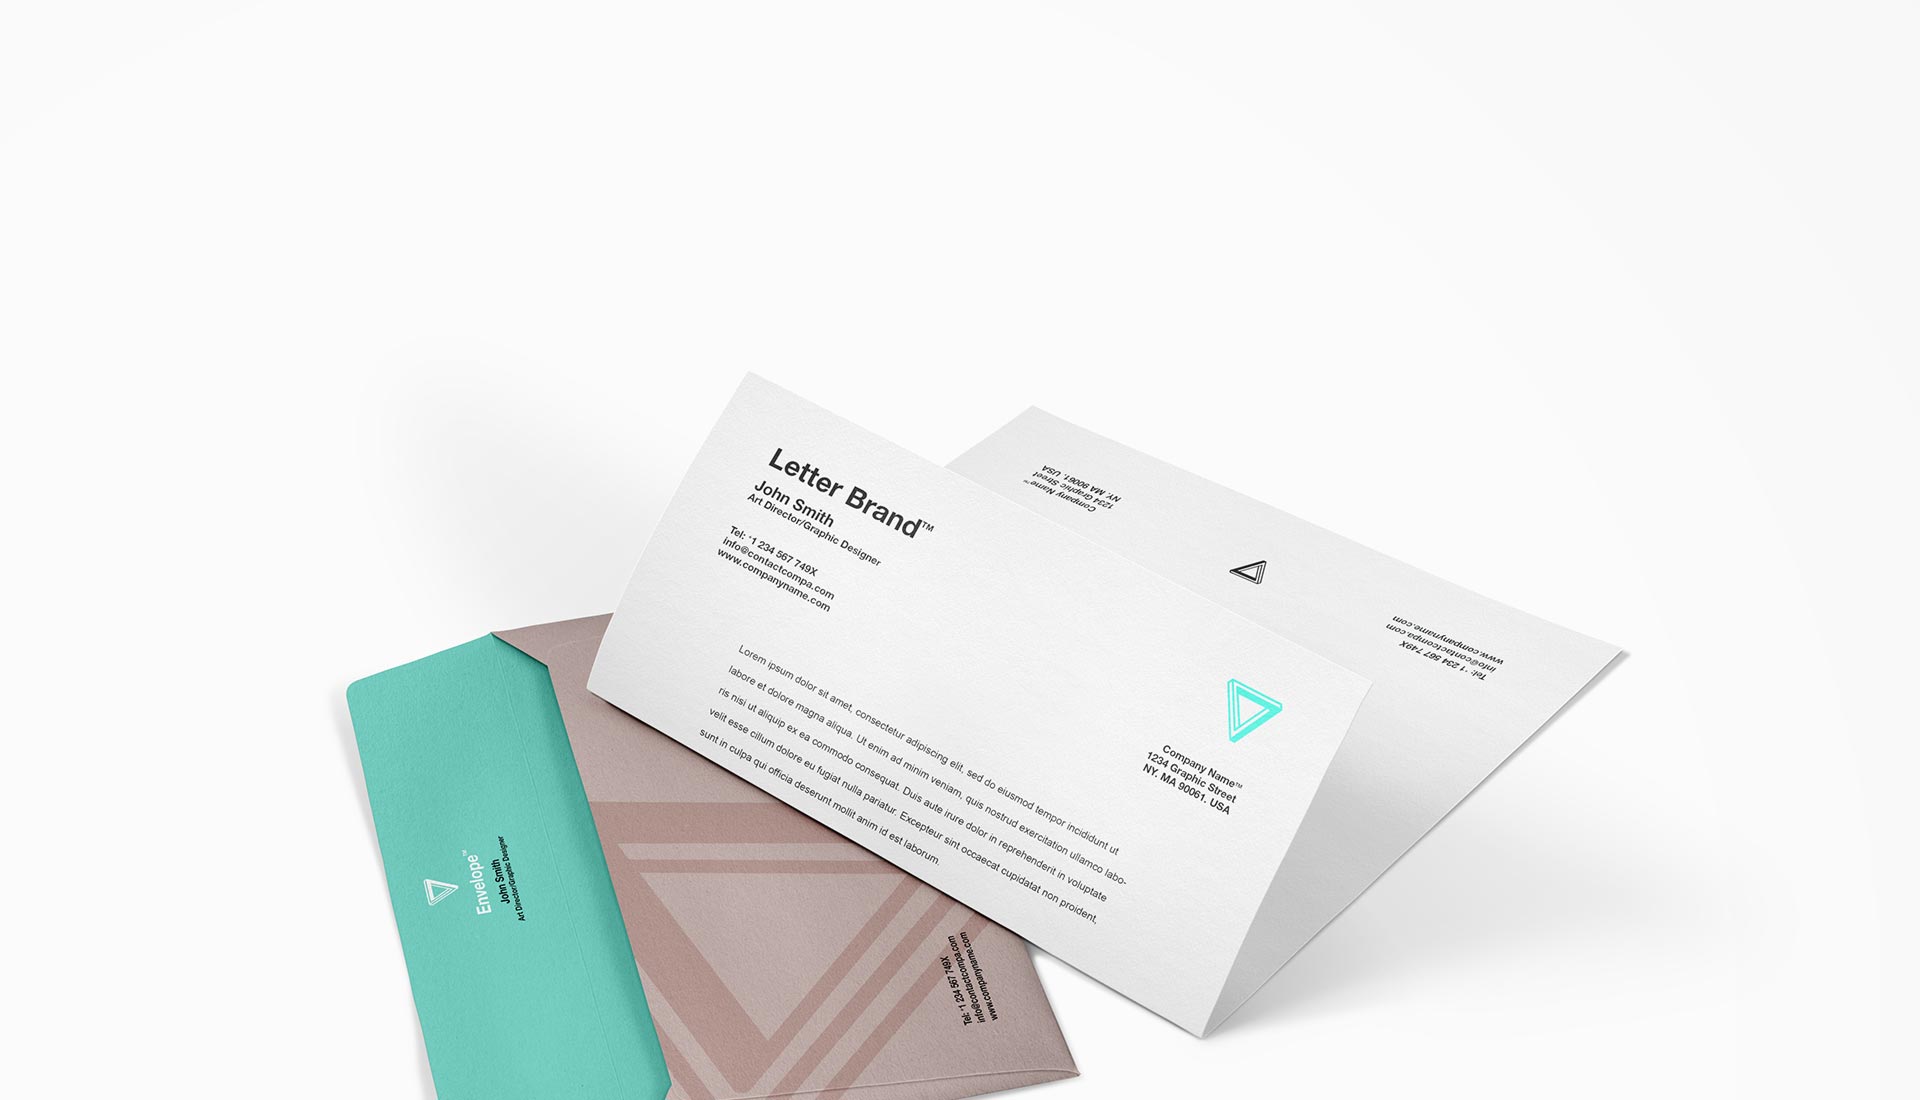 Letter Brand™
John Smith
Art Director/Graphic Designer
Tel: +1 234 567 749X
info@contactcompa.com
www.companyname.com
Lorem ipsum dolor sit amet, consectetur adipiscing elit, sed do eiusmod tempor incididunt ut
labore et dolore magna aliqua. Ut enim ad minim veniam, quis nostrud exercitation ullamco labo-
ris nisi ut aliquip ex ea commodo consequat. Duis aute irure dolor in reprehenderit in voluptate
velit esse cillum dolore eu fugiat nulla pariatur. Excepteur sint occaecat cupidatat non proident,
sunt in culpa qui officia deserunt mollit anim id est laborum.
Company Name™
1234 Graphic Street
NY. MA 90061. USA
Company Name™
1234 Graphic Street
NY. MA 90061. USA
Tel: +1 234 567 749X
info@contactcompa.com
www.companyname.com
Envelope™
John Smith
Art Director/Graphic Designer
Tel: +1 234 567 749X
info@contactcompa.com
www.companyname.com